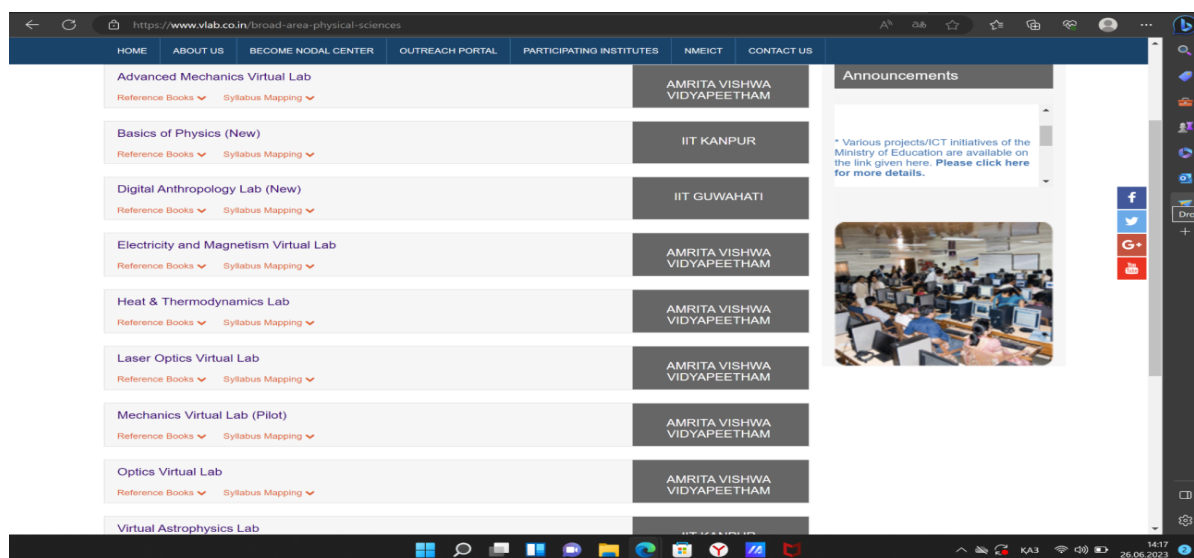 https://www.vlab.co.in/broad-area-physical-sciences
HOME ABOUT US BECOME NODAL CENTER OUTREACH PORTAL PARTICIPATING INSTITUTES NMEICT CONTACT US
Advanced Mechanics Virtual Lab
Reference Books Syllabus Mapping
AMRITA VISHWA
VIDYAPEETHAM
Basics of Physics (New)
Reference Books Syllabus Mapping
IIT KANPUR
Digital Anthropology Lab (New)
Reference Books Syllabus Mapping
IIT GUWAHATI
Electricity and Magnetism Virtual Lab
Reference Books Syllabus Mapping
AMRITA VISHWA
VIDYAPEETHAM
Heat & Thermodynamics Lab
Reference Books Syllabus Mapping
AMRITA VISHWA
VIDYAPEETHAM
Laser Optics Virtual Lab
Reference Books Syllabus Mapping
AMRITA VISHWA
VIDYAPEETHAM
Mechanics Virtual Lab (Pilot)
Reference Books Syllabus Mapping
AMRITA VISHWA
VIDYAPEETHAM
Optics Virtual Lab
Reference Books Syllabus Mapping
AMRITA VISHWA
VIDYAPEETHAM
Virtual Astrophysics Lab
IIT KANPUR
Announcements
* Various projects/ICT initiatives of the
Ministry of Education are available on
the link given here. Please click here
for more details.
f
G+
You
Tube
Dro
ҚАЗ
14:17
26.06.2023
2